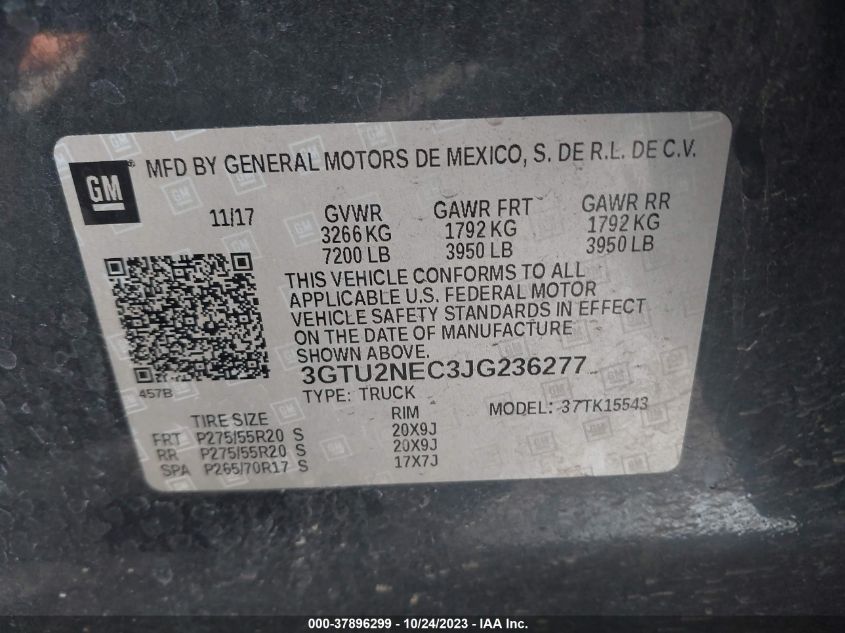 GM ® MFD BY GENERAL MOTORS DE MEXICO, S. DE R.L. DE C.V.
11/17 GVWR GAWR FRT GAWR RR
3266 KG 1792 KG 1792 KG
7200 LB 3950 LB 3950 LB
THIS VEHICLE CONFORMS TO ALL
APPLICABLE U.S. FEDERAL MOTOR
VEHICLE SAFETY STANDARDS IN EFFECT
ON THE DATE OF MANUFACTURE
SHOWN ABOVE.
3GTU2NEC3JG236277
457B TYPE: TRUCK
MODEL: 37TK15543
TIRE SIZE RIM
FRT P275/55R20 S 20X9J
RR P275/55R20 S 20X9J
SPA P265/70R17 S 17X7J
000-37896299 - 10/24/2023 - IAA Inc.